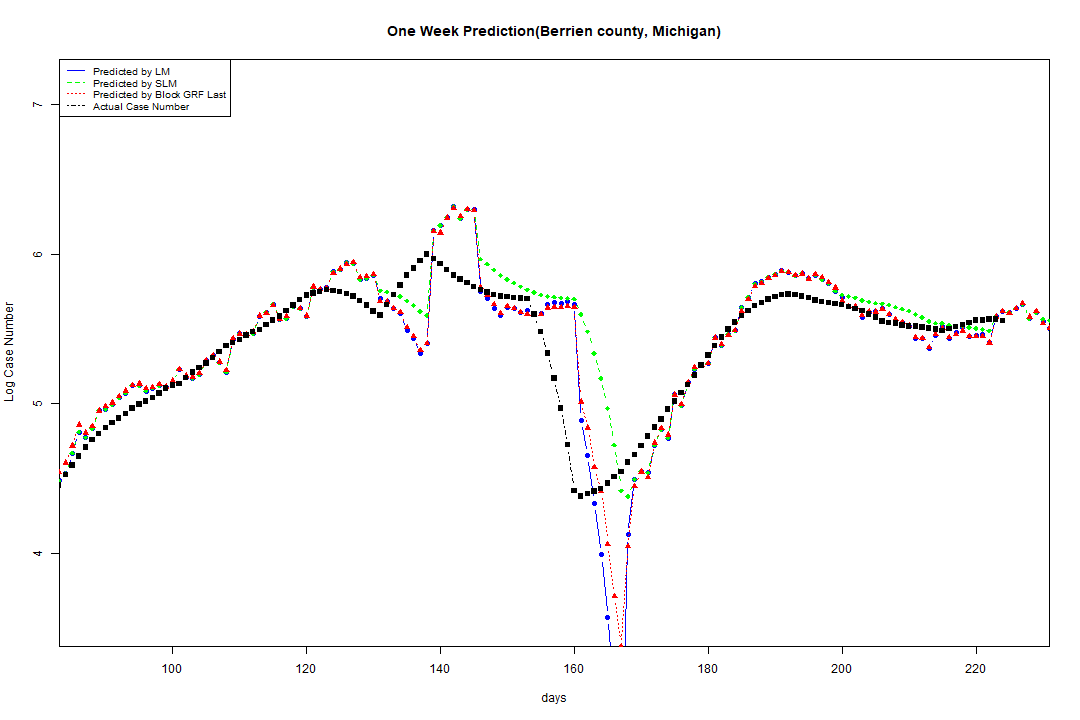 One Week Prediction(Berrien county, Michigan)
Predicted by LM
Predicted by SLM
Predicted by Block GRF Last
Actual Case Number
7
6
5
4
Log Case Number
100 120 140 160 180 200 220
days